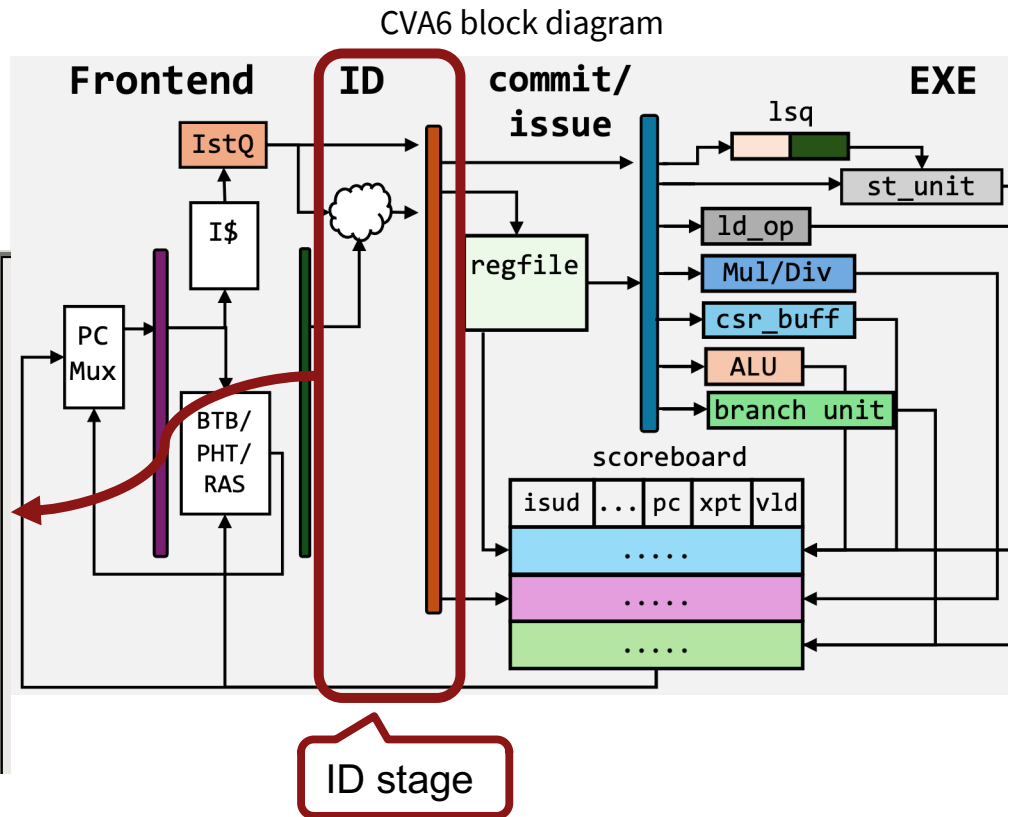 CVA6 block diagram
Frontend
ID
commit/
issue
EXE
IstQ
I$
PC
Mux
BTB/
PHT/
RAS
regfile
lsq
st_unit
ld_op
Mul/Div
csr_buff
ALU
branch unit
scoreboard
isud ... pc xpt vld
.....
.....
.....
ID stage